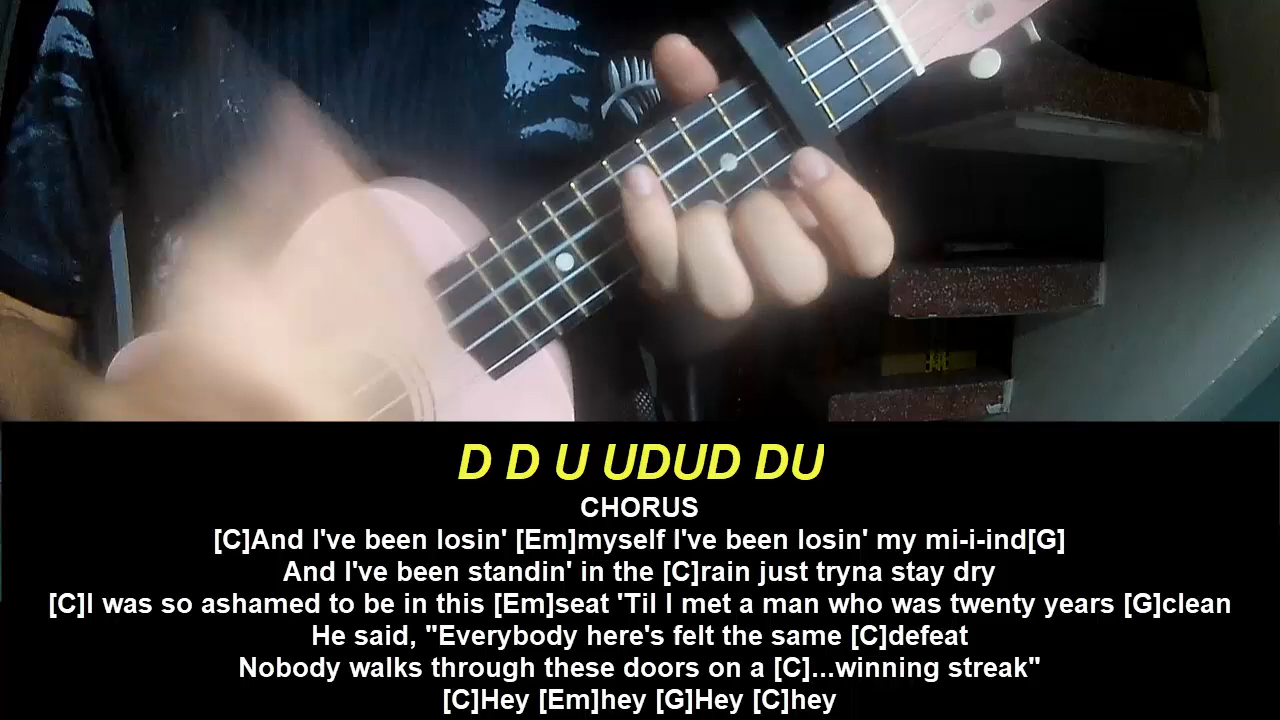 D D U UDUD DU
CHORUS
[C]And I've been losin' [Em]myself I've been losin' my mi-i-ind[G]
And I've been standin' in the [C]rain just tryna stay dry
[C]I was so ashamed to be in this [Em]seat 'Til I met a man who was twenty years [G]clean
He said, "Everybody here's felt the same [C]defeat
Nobody walks through these doors on a [C]...winning streak"
[C]Hey [Em]hey [G]Hey [C]hey